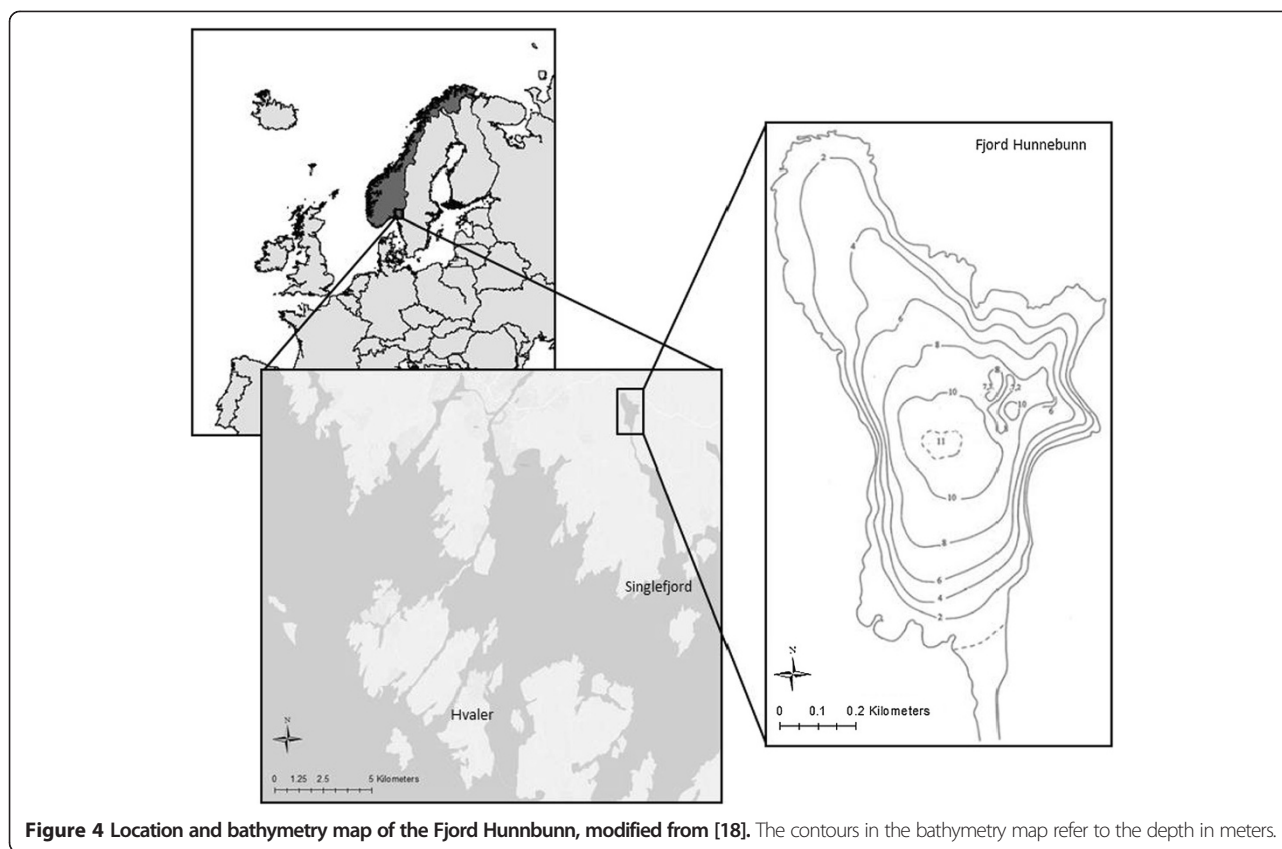 Fjord Hunnebunn
2
4
6
8
8
7,2
10
6
10
11
10
8
6
4
2
N
0 0.1 0.2 Kilometers
Singlefjord
Hvaler
N
0 1.25 2.5 5 Kilometers
Figure 4 Location and bathymetry map of the Fjord Hunnbunn, modified from [18]. The contours in the bathymetry map refer to the depth in meters.